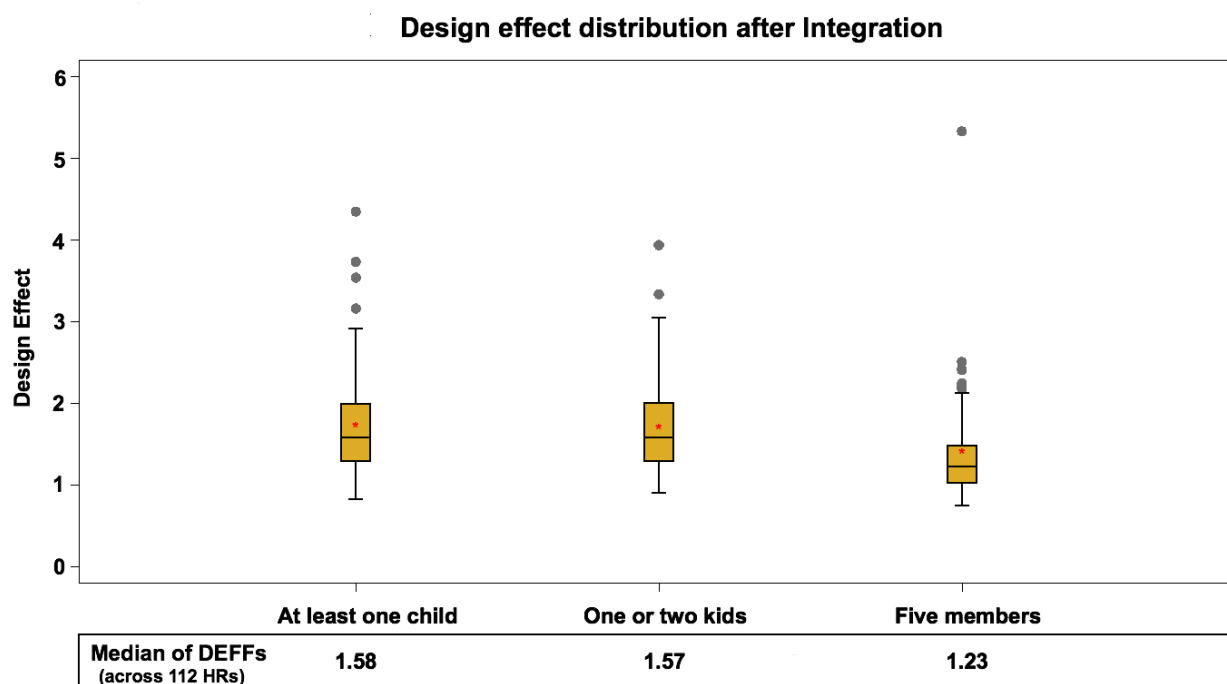 Design effect distribution after Integration
6
5
4
3
2
1
0
Design Effect
At least one child One or two kids Five members
Median of DEFFs 1.58 1.57 1.23
(across 112 HRs)